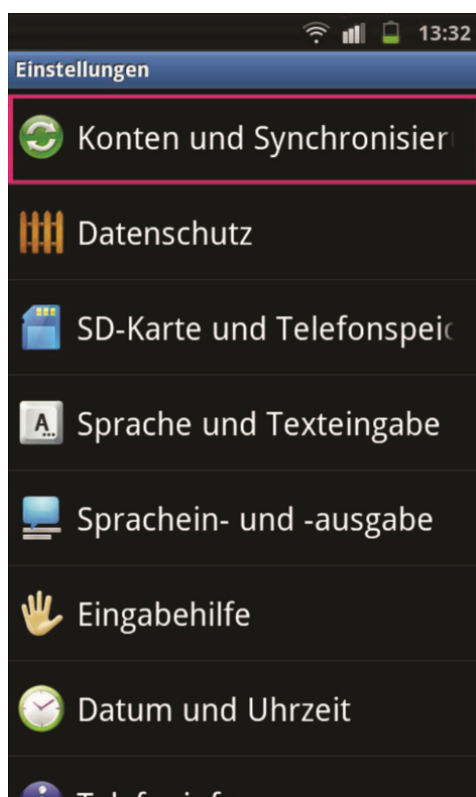 13:32
Einstellungen
Konten und Synchronisier
Datenschutz
SD-Karte und Telefonspeic
A
Sprache und Texteingabe
Sprachein- und -ausgabe
Eingabehilfe
Datum und Uhrzeit